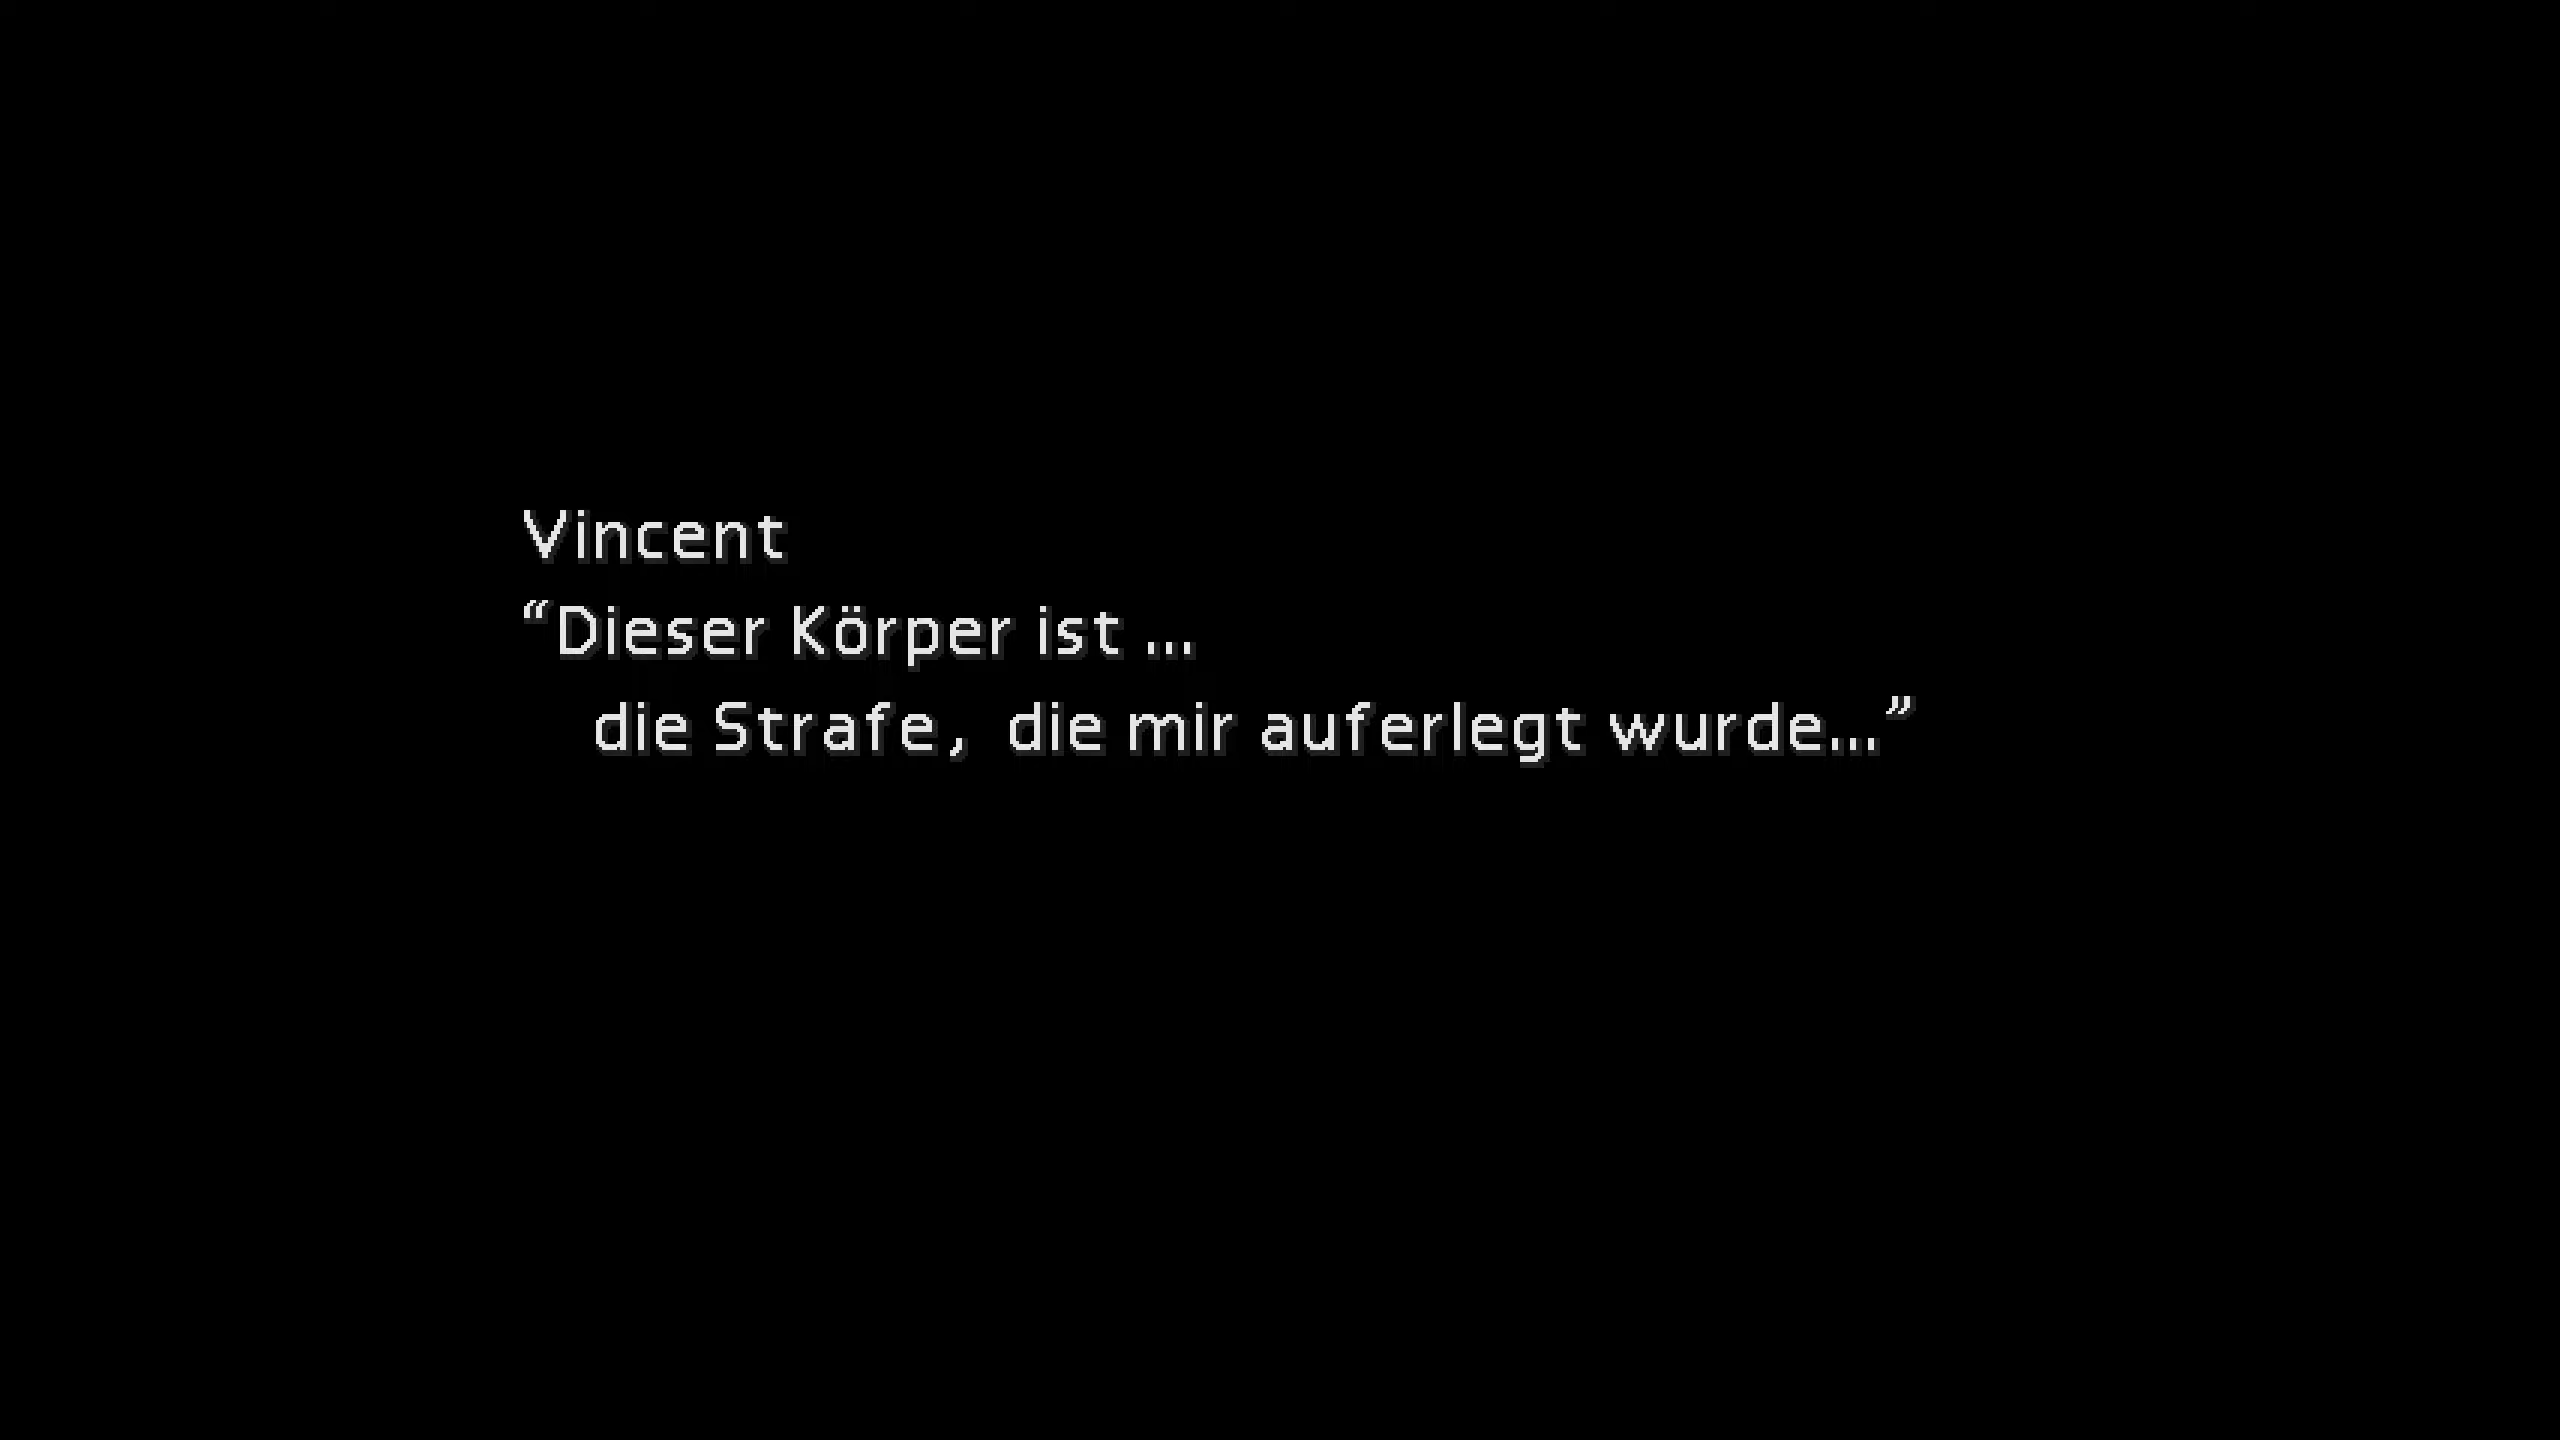 Vincent
“Dieser Körper ist ...
die Strafe, die mir auferlegt wurde...”